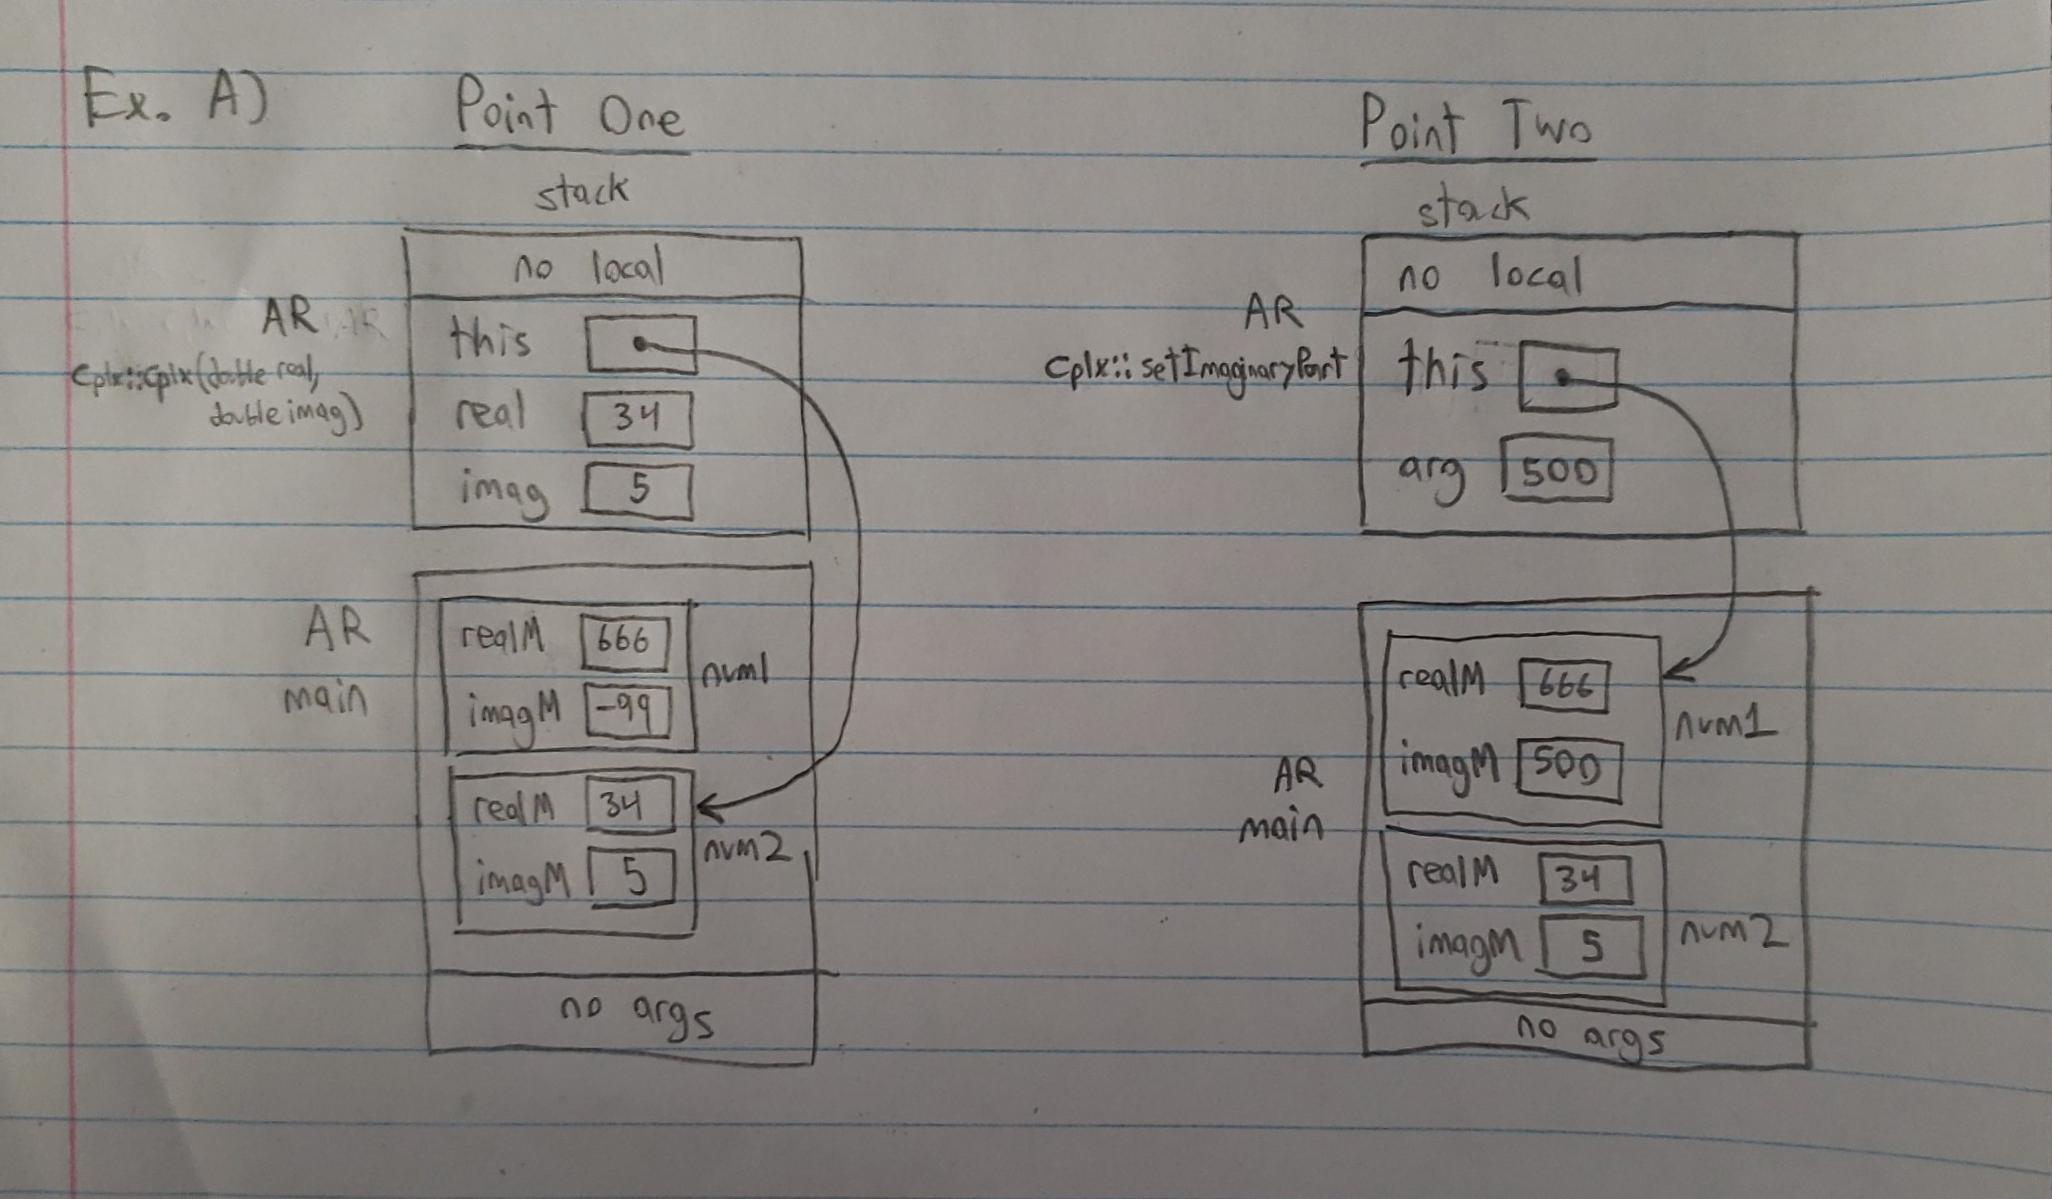 Ex. A)
Point One
stack
no local
AR
Cplx::Cplx(double real,
double imag)
this
real 34
imag 5
AR
main
realM 666
imagM -99
num1
realM 34
imagM 5
num2
no args
Point Two
stack
no local
AR
Cplx::setImaginaryPart
this
arg 500
AR
main
realM 666
imagM 500
num1
realM 34
imagM 5
num2
no args